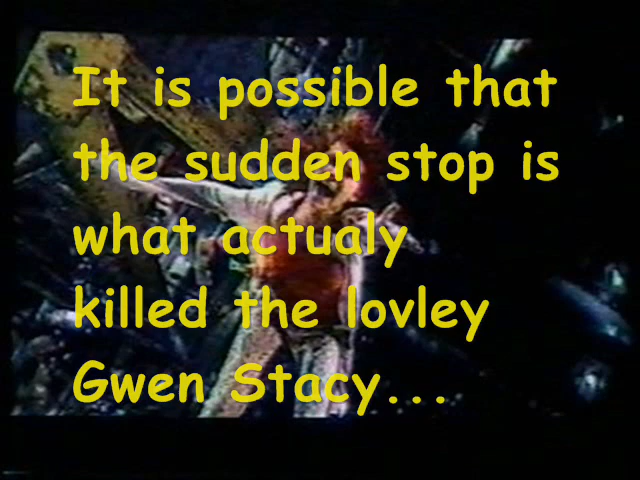 It is possible that
the sudden stop is
what actualy
killed the lovley
Gwen Stacy...